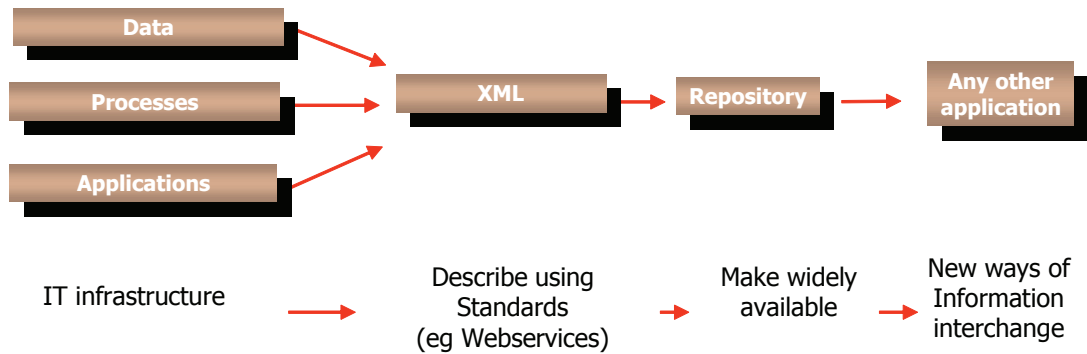 Data
Processes
Applications
XML
Repository
Any other
application
IT infrastructure
Describe using
Standards
(eg Webservices)
Make widely
available
New ways of
Information
interchange